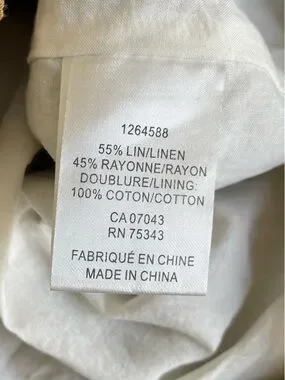 1264588
55% LIN/LINEN
45% RAYONNE/RAYON
DOUBLURE/LINING:
100% COTON/COTTON
CA 07043
RN 75343
FABRIQUÉ EN CHINE
MADE IN CHINA